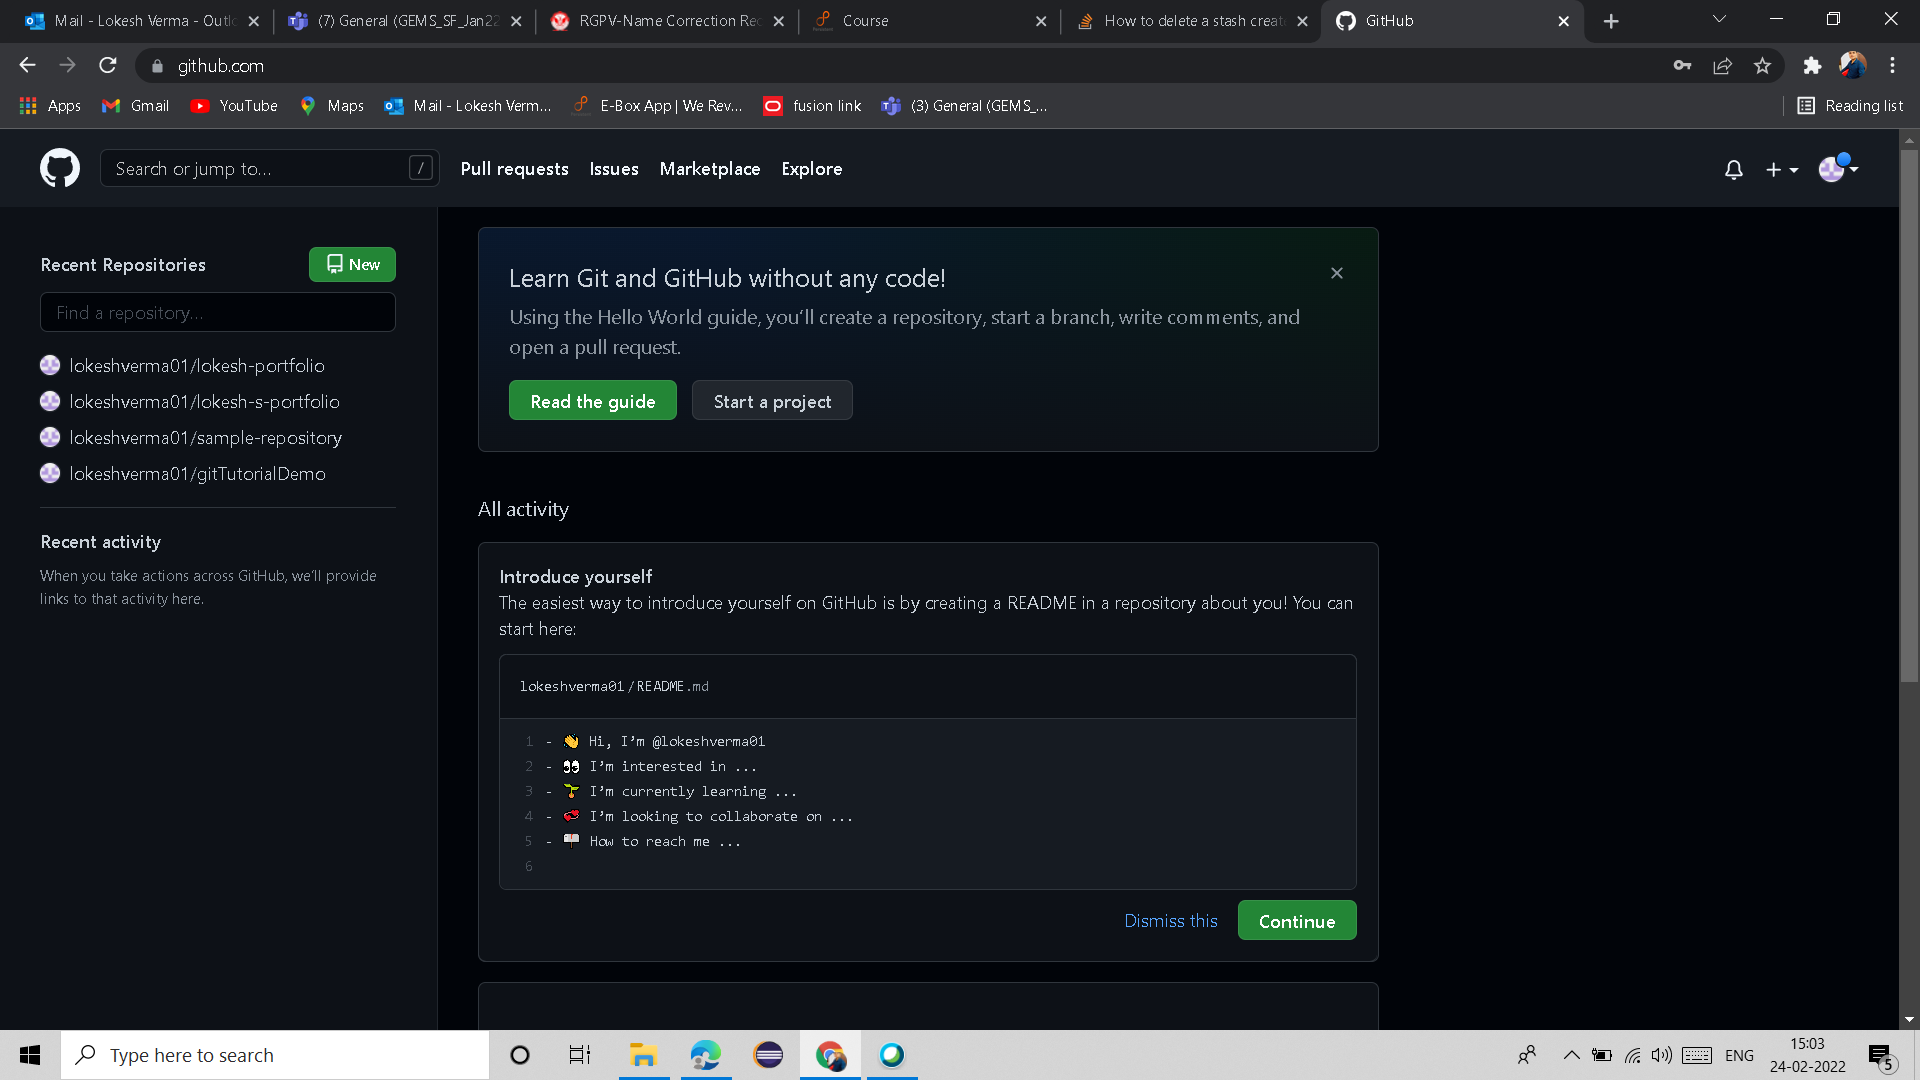 Mail - Lokesh Verma - Outlo
(7) General (GEMS_SF_Jan22
RGPV-Name Correction Rec
Course
How to delete a stash create
GitHub
github.com
Apps
Gmail
YouTube
Maps
Mail - Lokesh Verm...
E-Box App | We Rev...
fusion link
(3) General (GEMS_...
Reading list
Search or jump to...
/
Pull requests
Issues
Marketplace
Explore
Recent Repositories
New
Find a repository...
lokeshverma01/lokesh-portfolio
lokeshverma01/lokesh-s-portfolio
lokeshverma01/sample-repository
lokeshverma01/gitTutorialDemo
Recent activity
When you take actions across GitHub, we’ll provide
links to that activity here.
Learn Git and GitHub without any code!
Using the Hello World guide, you’ll create a repository, start a branch, write comments, and
open a pull request.
Read the guide
Start a project
All activity
Introduce yourself
The easiest way to introduce yourself on GitHub is by creating a README in a repository about you! You can
start here:
lokeshverma01/README.md
1 - 👋 Hi, I’m @lokeshverma01
2 - 👀 I’m interested in ...
3 - 🌱 I’m currently learning ...
4 - 💞️ I’m looking to collaborate on ...
5 - 📫 How to reach me ...
6
Dismiss this
Continue
Type here to search
ENG
15:03
24-02-2022
5